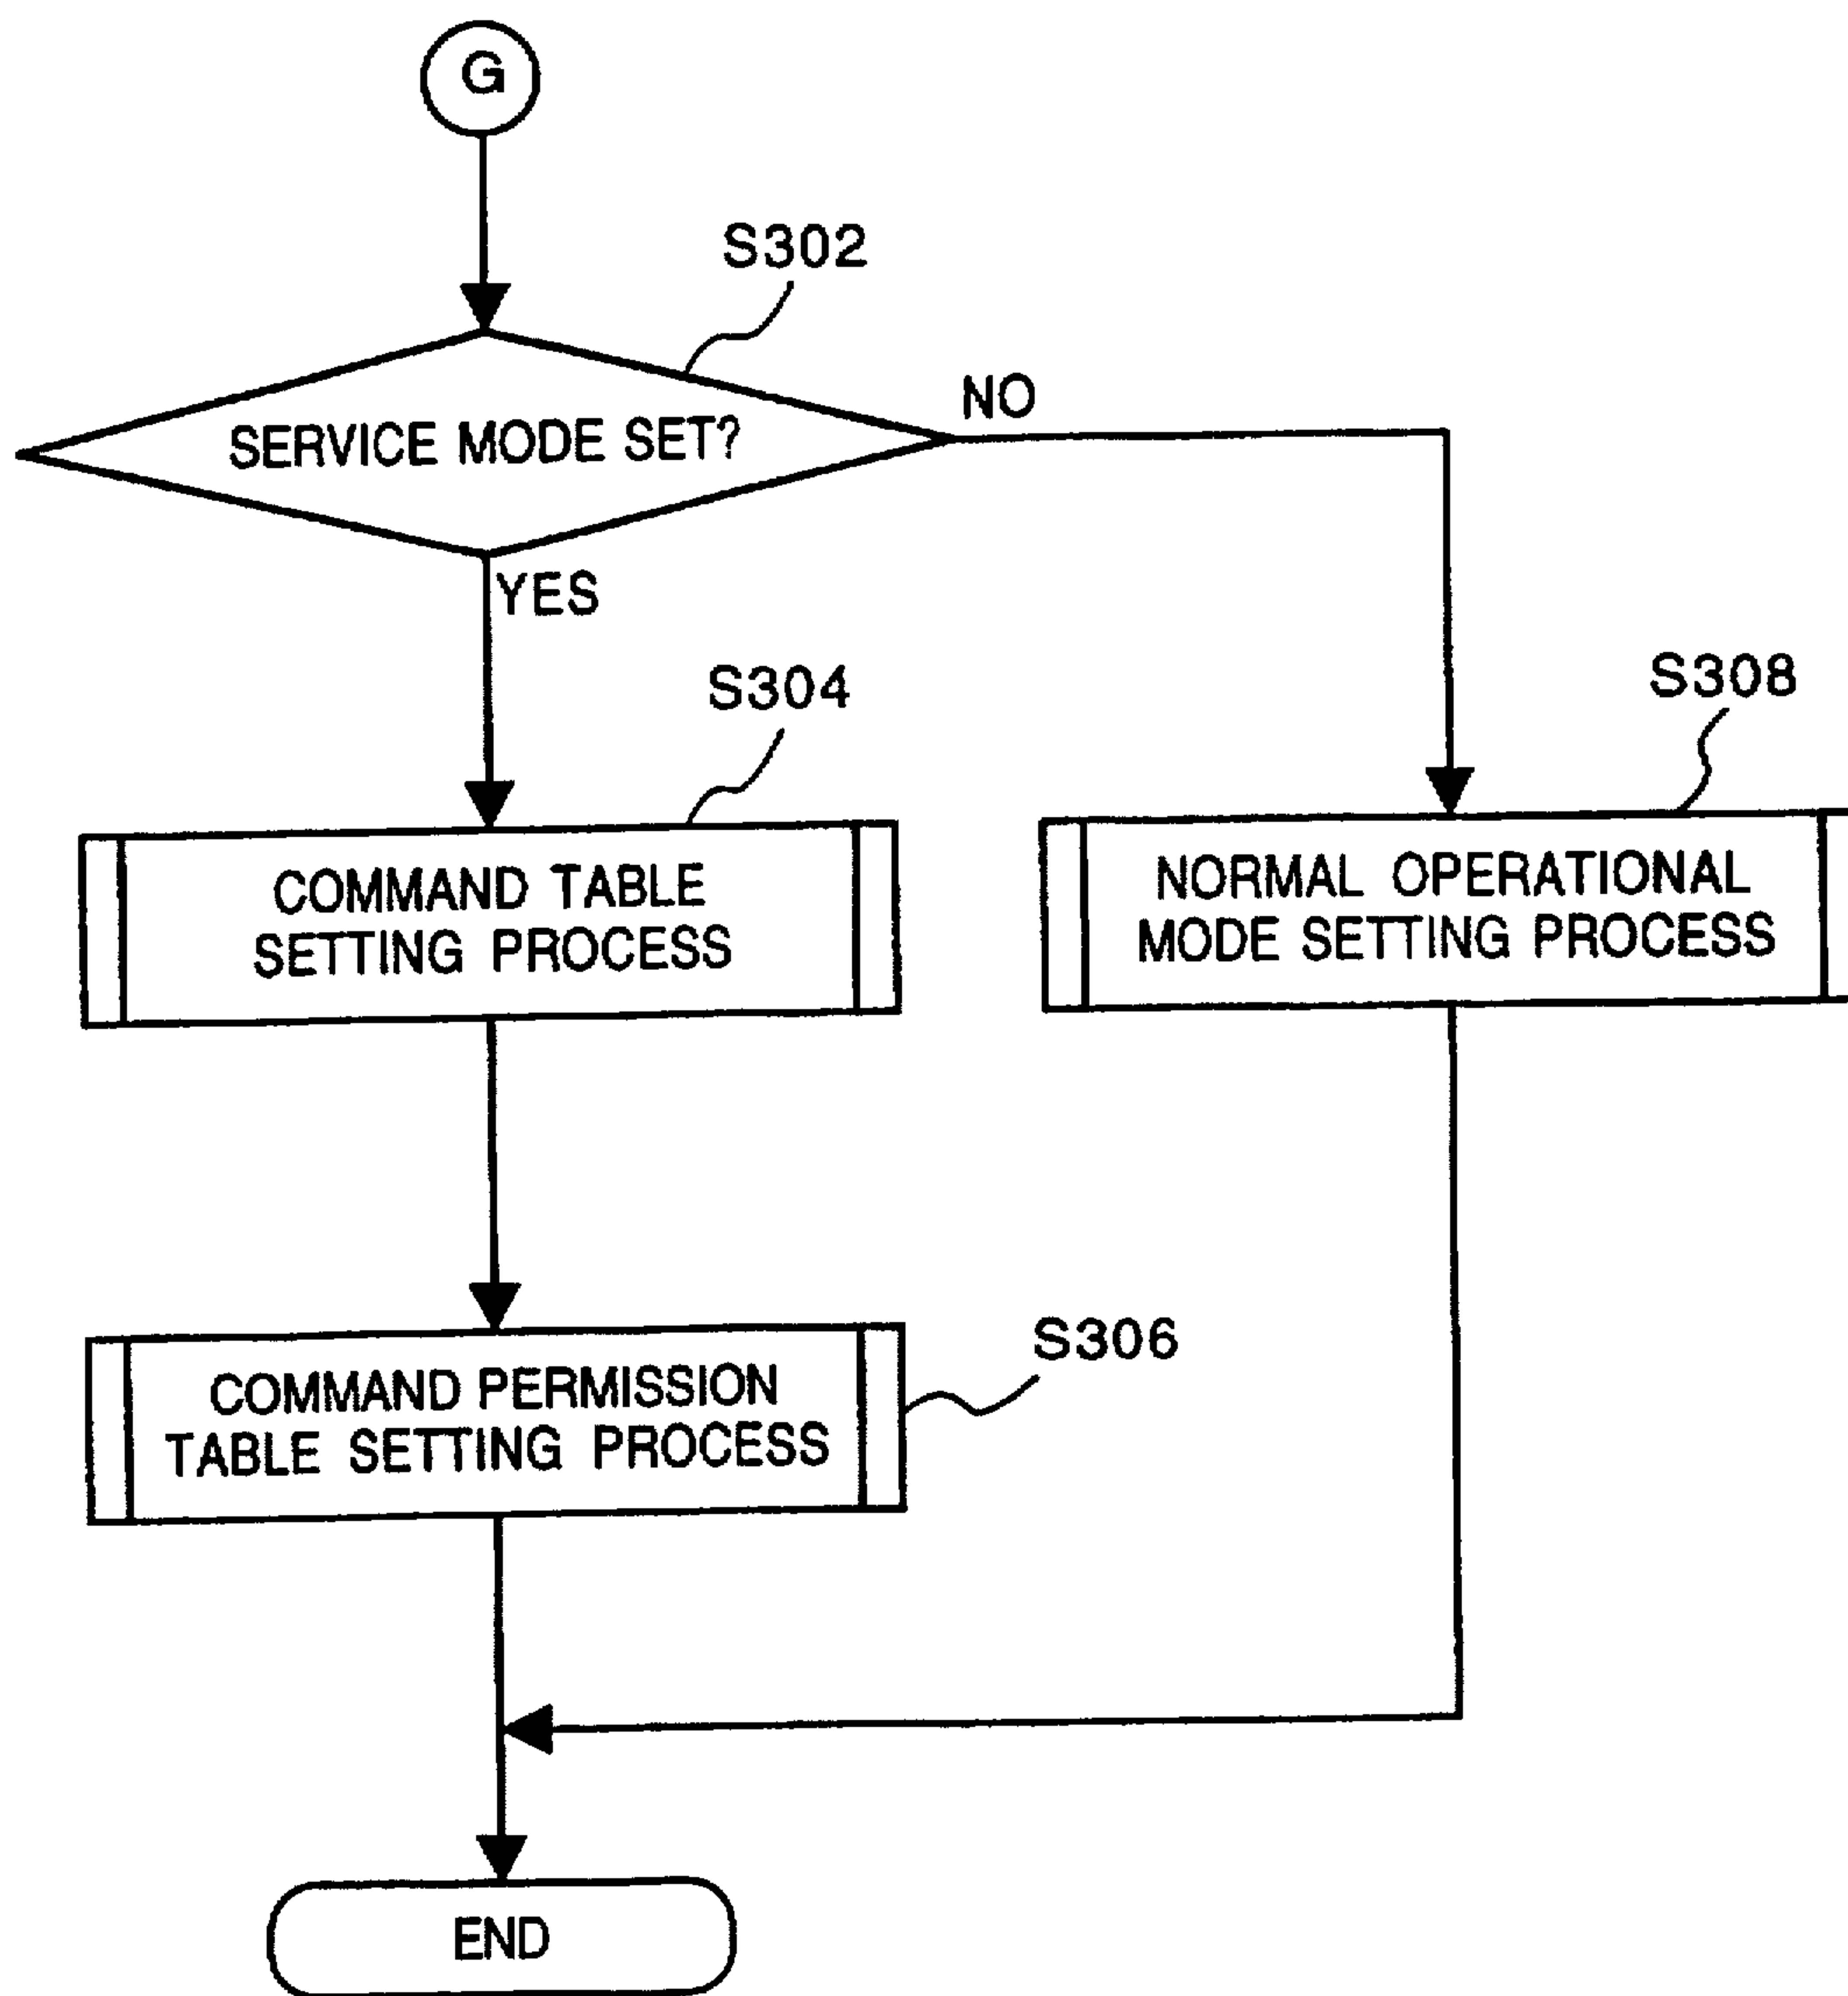 G
S302
SERVICE MODE SET?
NO
YES
S304
COMMAND TABLE
SETTING PROCESS
S308
NORMAL OPERATIONAL
MODE SETTING PROCESS
S306
COMMAND PERMISSION
TABLE SETTING PROCESS
END